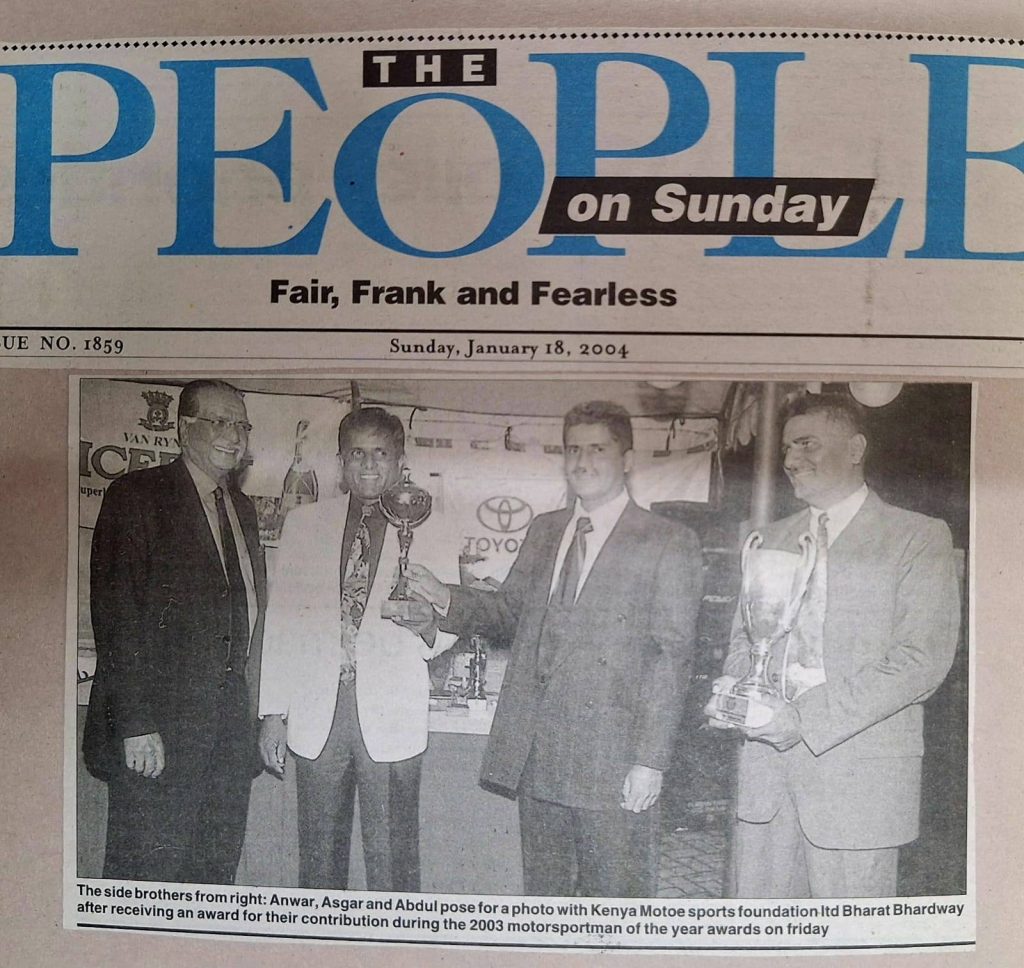 THE
PEOPLE
on Sunday
Fair, Frank and Fearless
UE NO. 1859
Sunday, January 18, 2004
VAN RYN
ICE
uper
TOYO
The side brothers from right: Anwar, Asgar and Abdul pose for a photo with Kenya Motoe sports foundation ltd Bharat Bhardway
after receiving an award for their contribution during the 2003 motorsportman of the year awards on friday